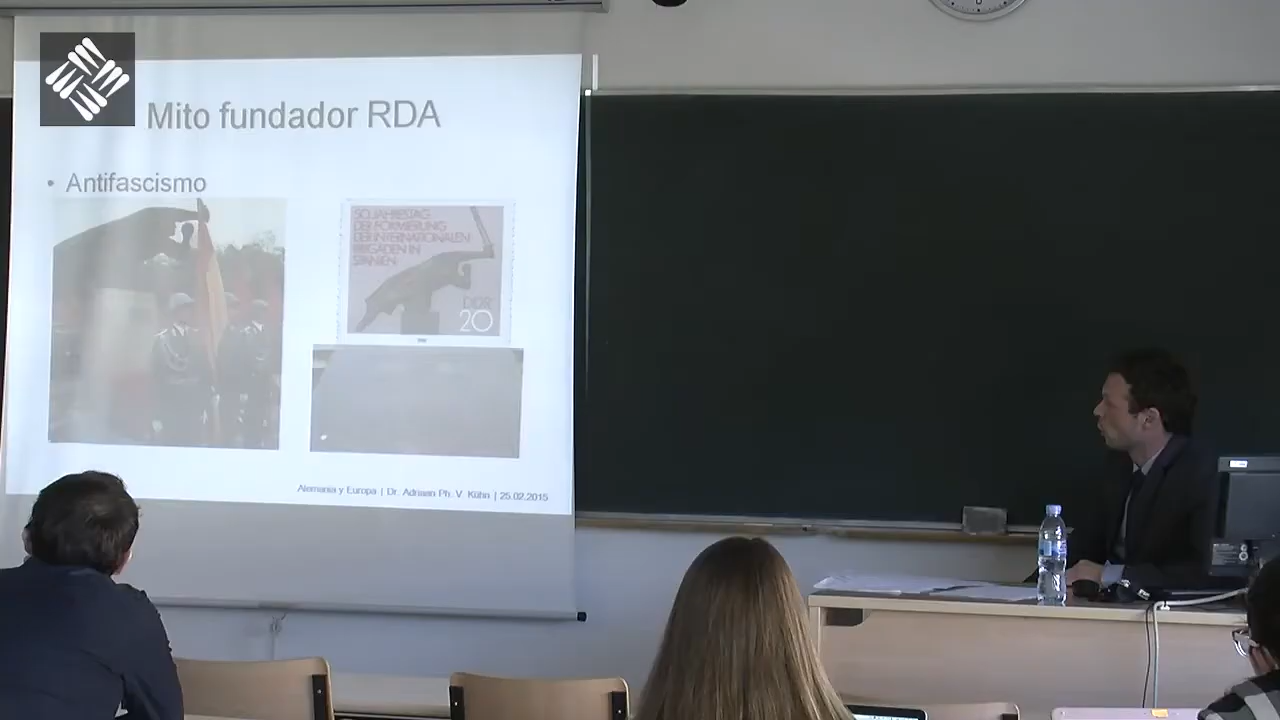 Mito fundador RDA
• Antifascismo
50. JAHRESTAG
DER FORMIERUNG
DER INTERNATIONALEN
BRIGADEN IN
SPANIEN
DDR
20
Alemania y Europa | Dr. Adriaan Ph. V. Kühn | 25.02.2015